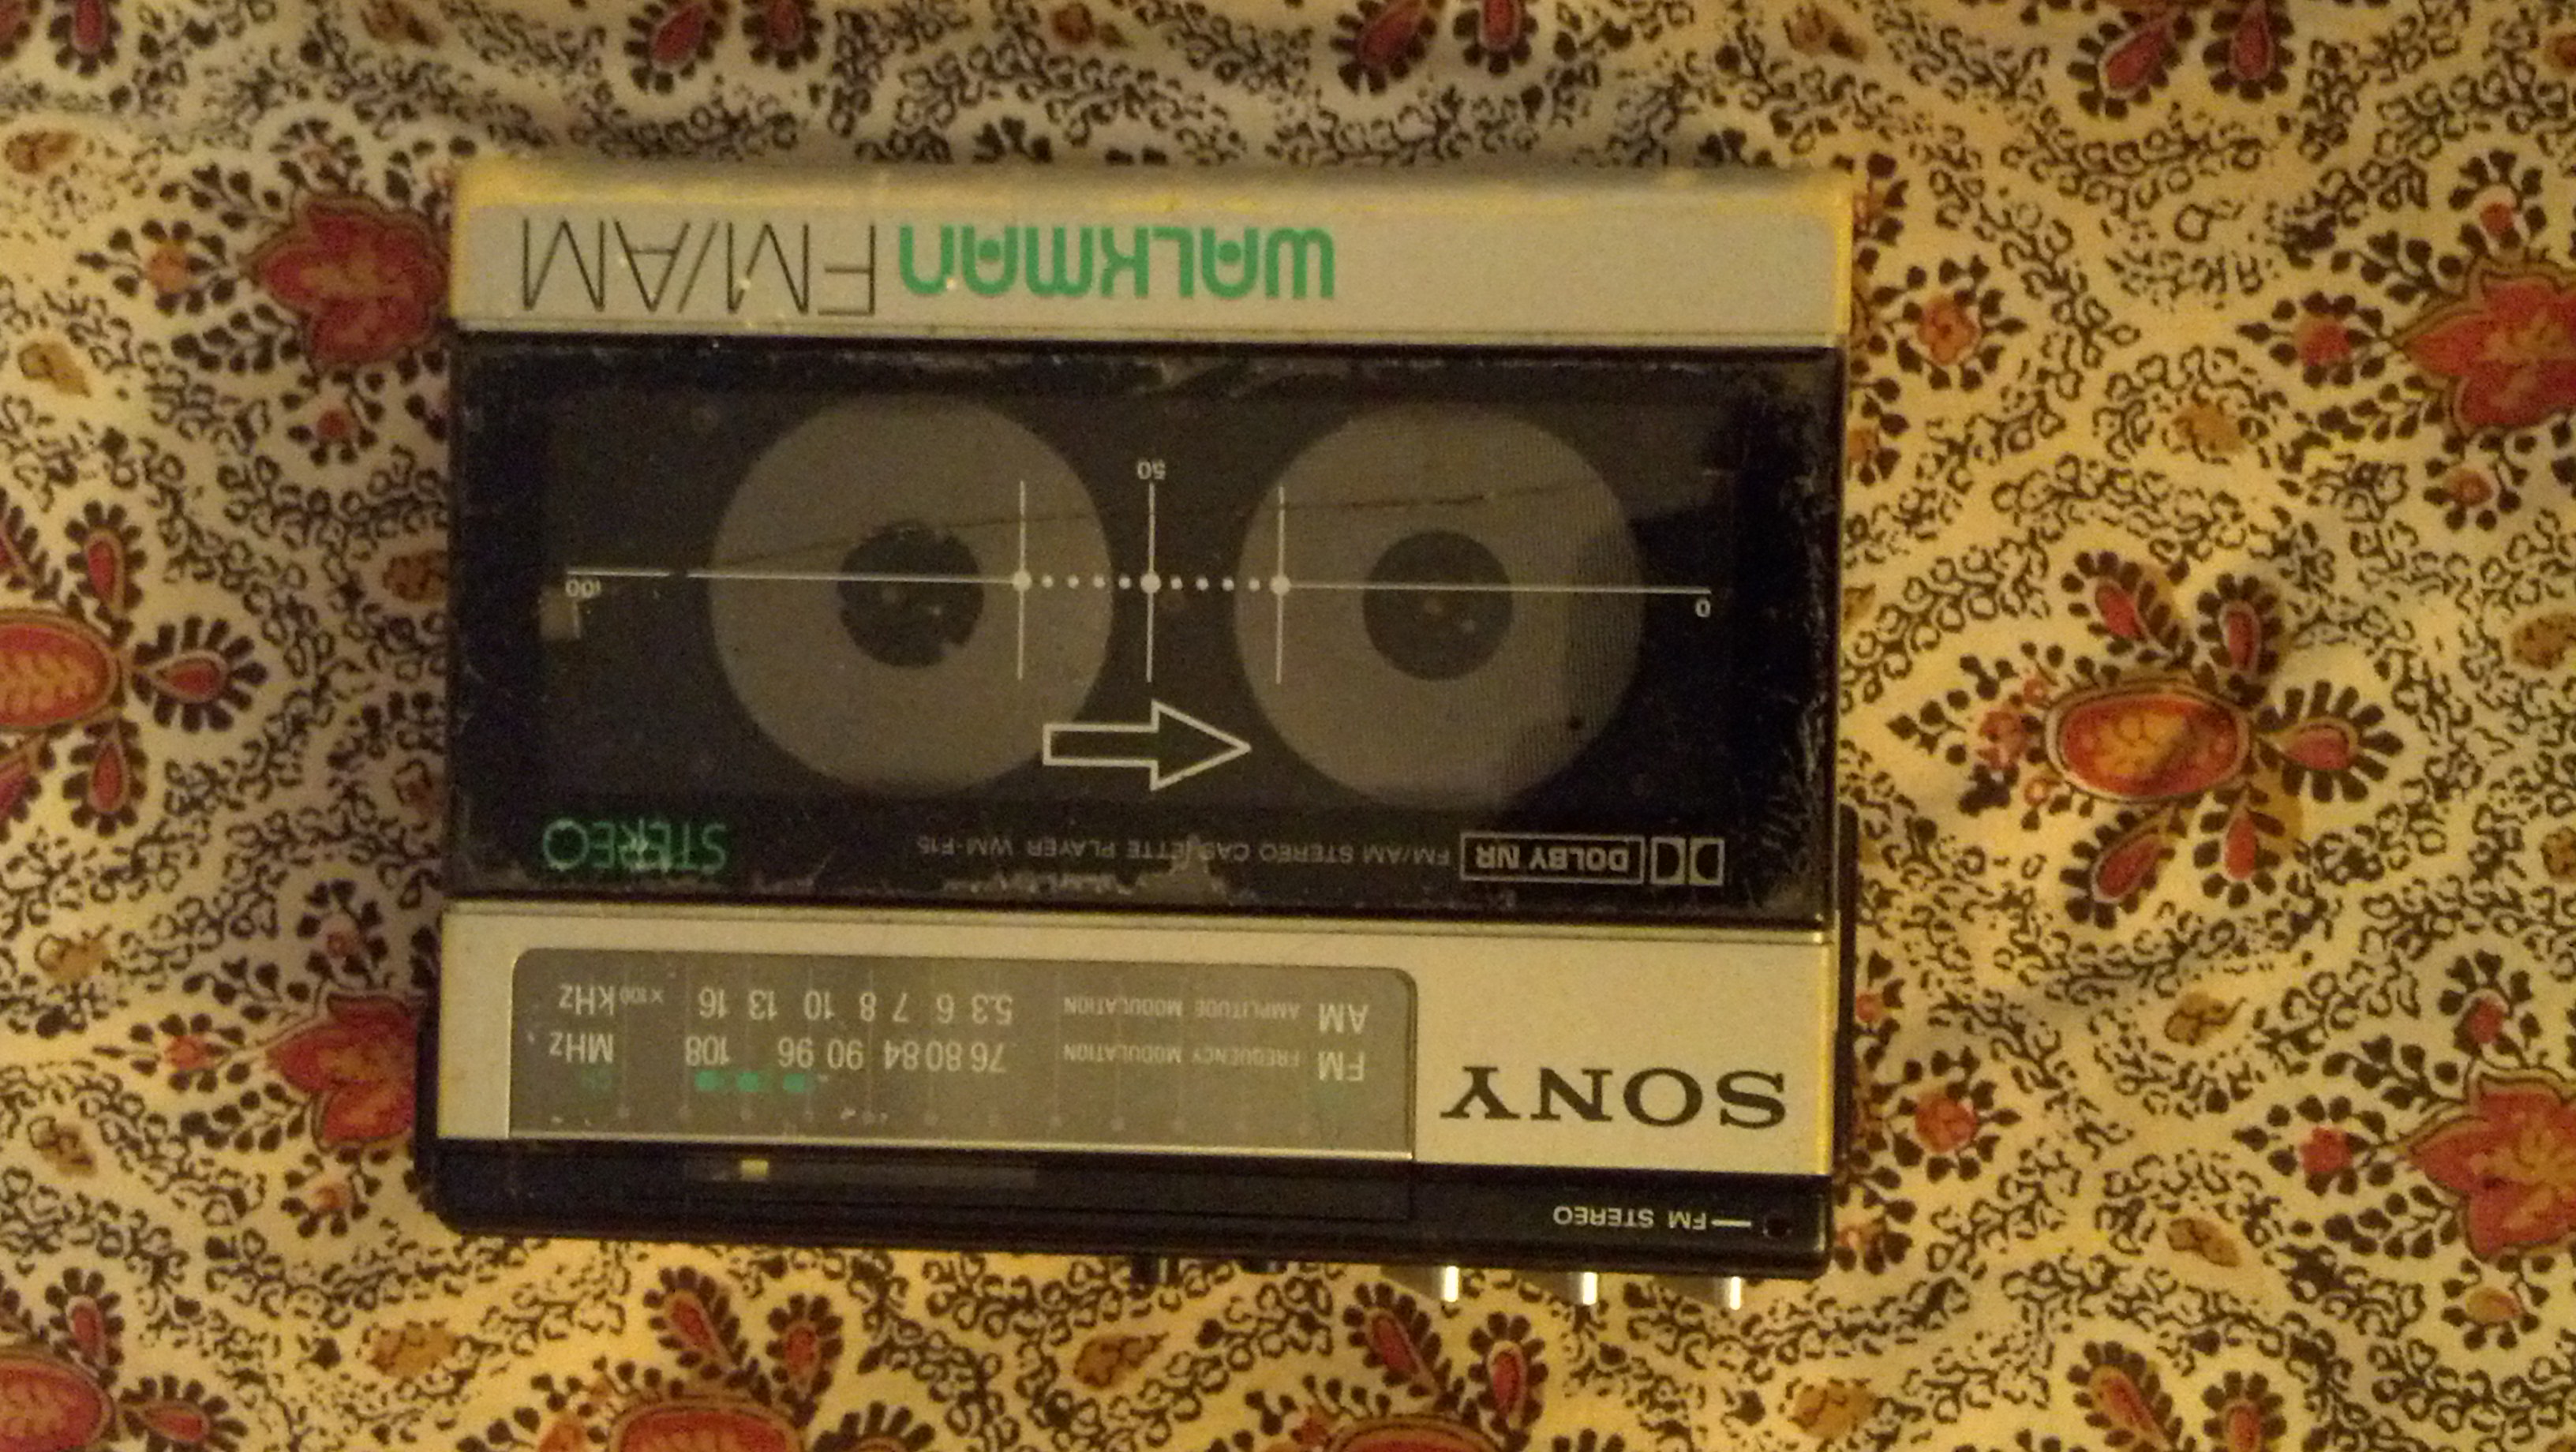 FM STEREO
SONY
FM FREQUENCY MODULATION 76 80 84 90 96 108 MHz
AM AMPLITUDE MODULATION 5.3 6 7 8 10 13 16 ×100 kHz
DOLBY NR FM/AM STEREO CASSETTE PLAYER WM-F15 STEREO
0 100
50
WALKMAN FM/AM